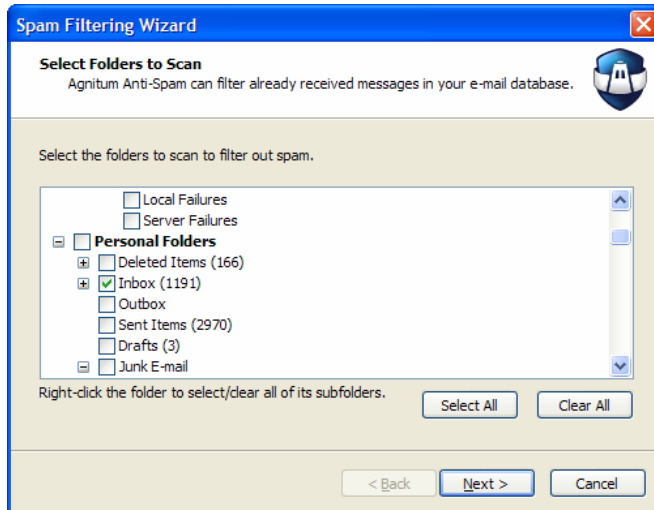 Spam Filtering Wizard
Select Folders to Scan
Agnitum Anti-Spam can filter already received messages in your e-mail database.
Select the folders to scan to filter out spam.
Local Failures
Server Failures
Personal Folders
Deleted Items (166)
Inbox (1191)
Outbox
Sent Items (2970)
Drafts (3)
Junk E-mail
Right-click the folder to select/clear all of its subfolders.
Select All
Clear All
< Back
Next >
Cancel